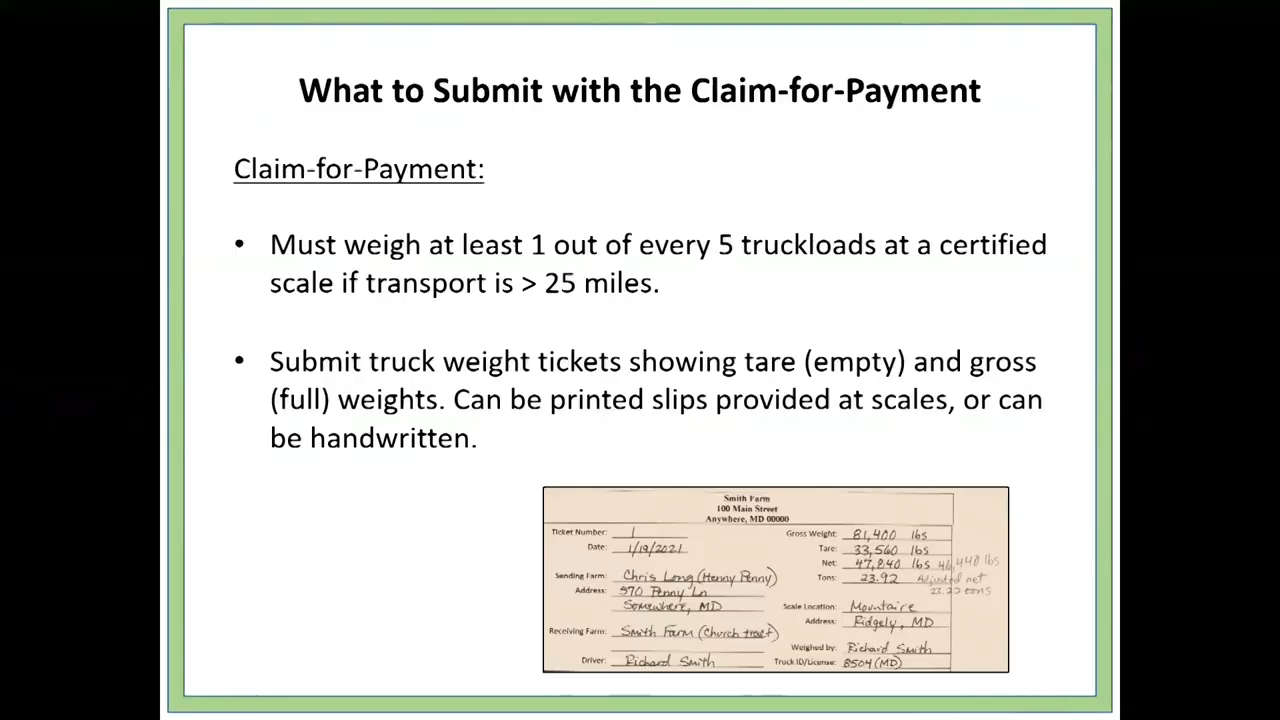 What to Submit with the Claim-for-Payment
Claim-for-Payment:
• Must weigh at least 1 out of every 5 truckloads at a certified
scale if transport is > 25 miles.
• Submit truck weight tickets showing tare (empty) and gross
(full) weights. Can be printed slips provided at scales, or can
be handwritten.
Smith Farm
100 Main Street
Anywhere, MD 00000
Ticket Number: 1
Date: 1/19/2021
Sending Farm: Chris Long (Henny Penny)
Address: 570 Penny Ln
Somewhere, MD
Receiving Farm: Smith Farm (Church tract)
Driver: Richard Smith
Gross Weight: 81,400 lbs
Tare: 33,560 lbs
Net: 47,840 lbs 46,440 lbs
Tons: 23.92 Adjusted net
23.22 tons
Scale Location: Mountaire
Address: Ridgely, MD
Weighed by: Richard Smith
Truck ID/License: 8504 (MD)